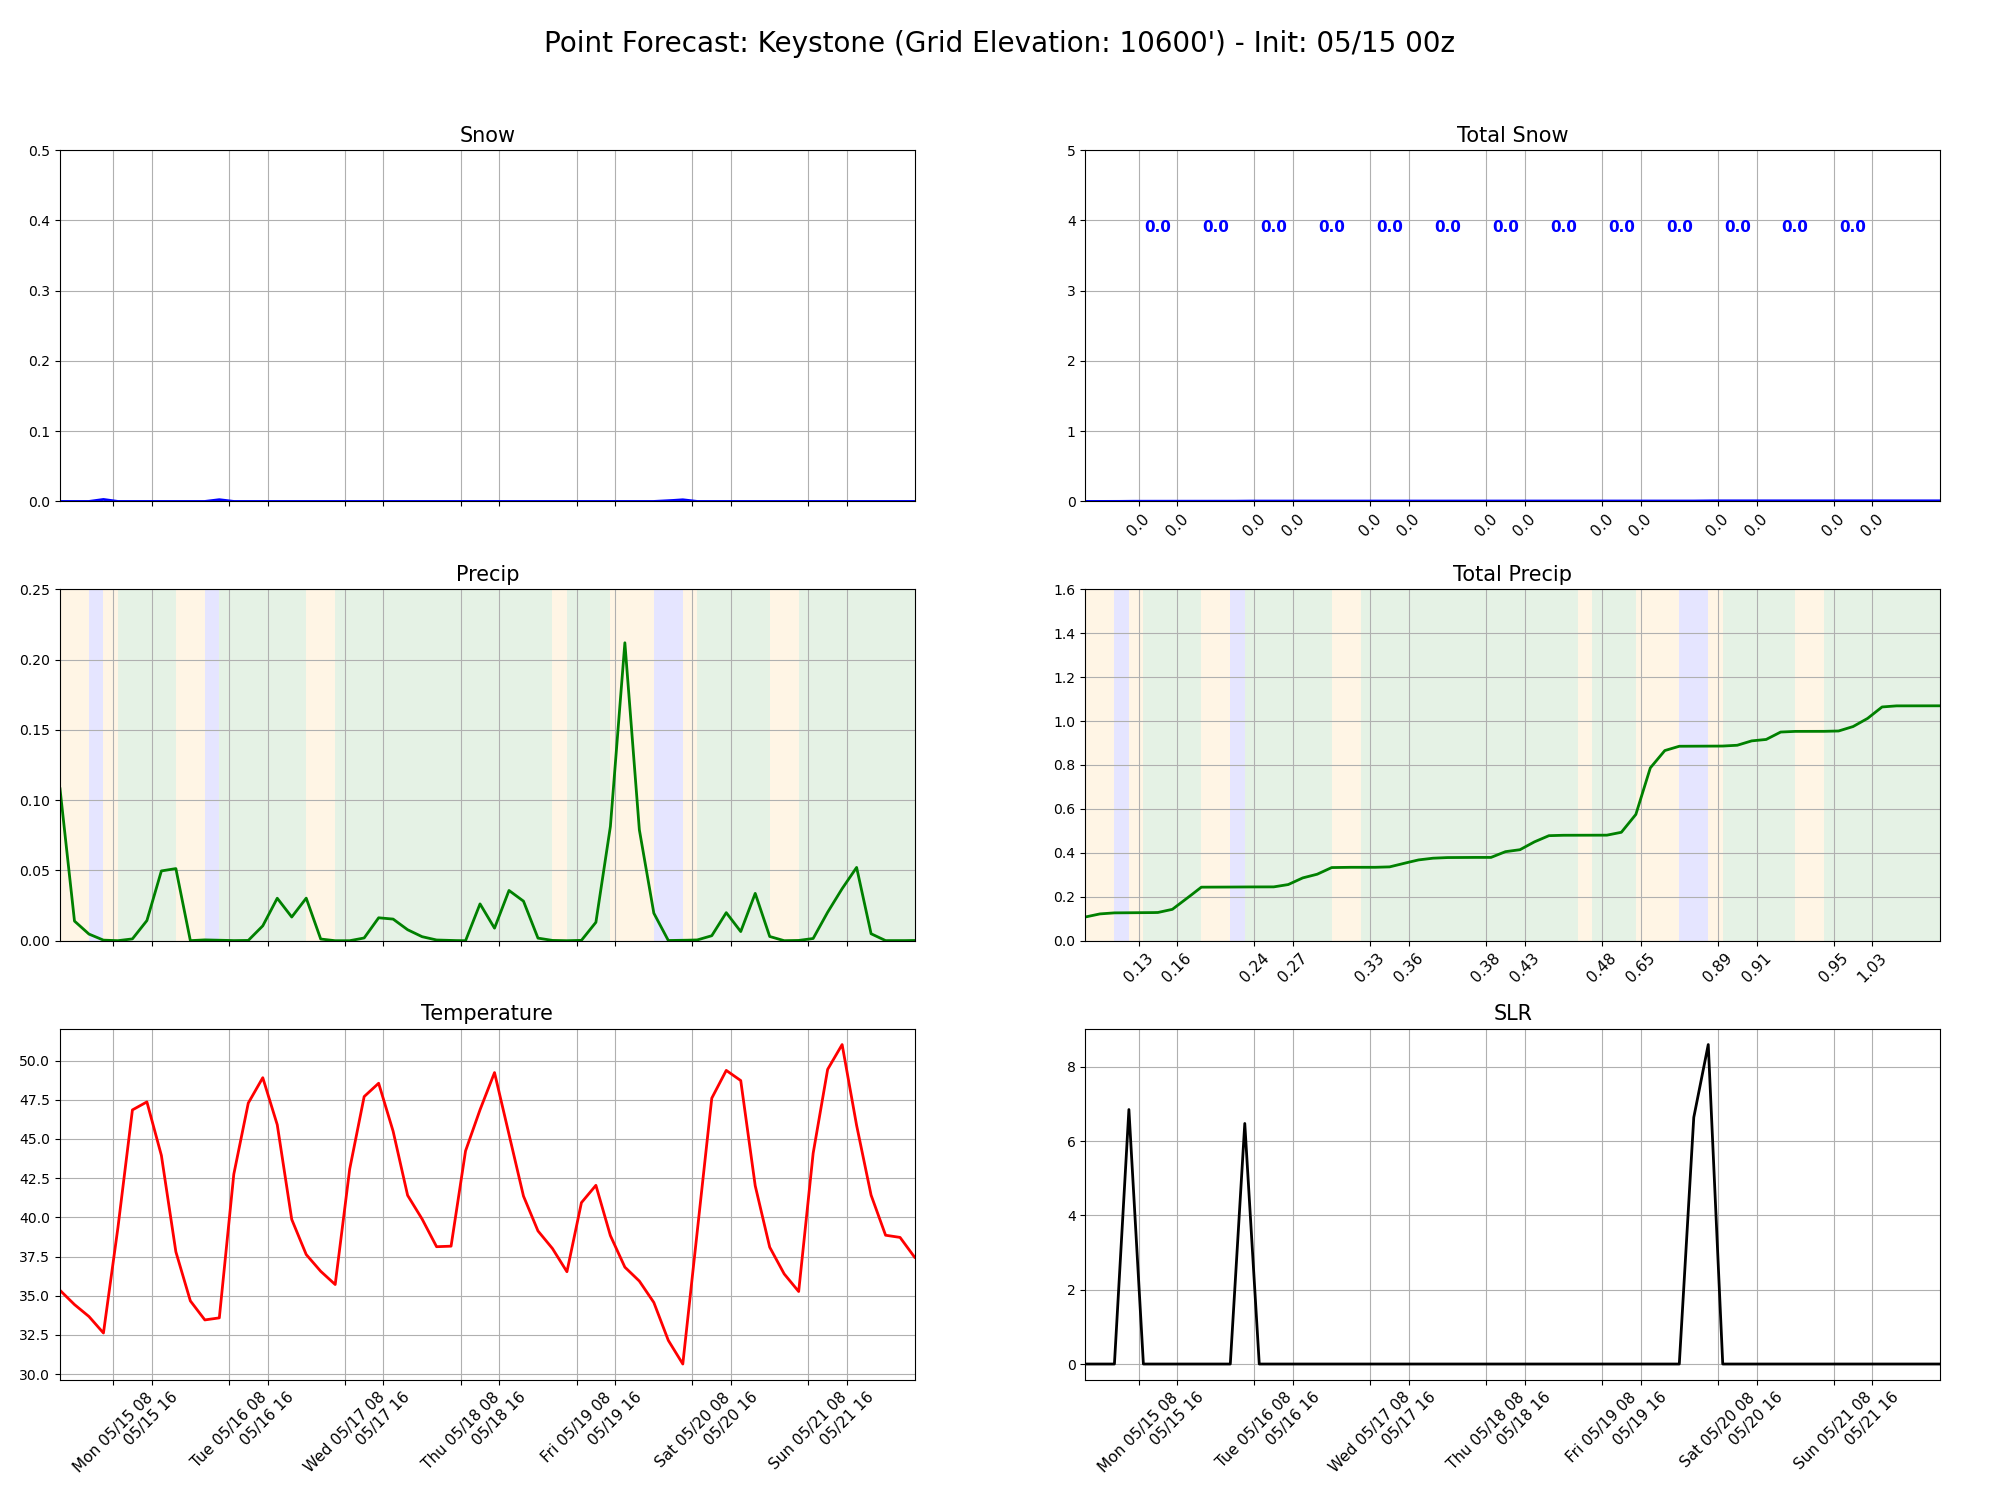 Point Forecast: Keystone (Grid Elevation: 10600') - Init: 05/15 00z
Snow
0.5
0.4
0.3
0.2
0.1
0.0
Total Snow
5
4
3
2
1
0
0.0 0.0 0.0 0.0 0.0 0.0 0.0 0.0 0.0 0.0 0.0 0.0 0.0
0.0 0.0 0.0 0.0 0.0 0.0 0.0 0.0 0.0 0.0 0.0 0.0 0.0 0.0
Precip
0.25
0.20
0.15
0.10
0.05
0.00
Total Precip
1.6
1.4
1.2
1.0
0.8
0.6
0.4
0.2
0.0
0.13 0.16 0.24 0.27 0.33 0.36 0.38 0.43 0.48 0.65 0.89 0.91 0.95 1.03
Temperature
50.0
47.5
45.0
42.5
40.0
37.5
35.0
32.5
30.0
Mon 05/15 08
05/15 16
Tue 05/16 08
05/16 16
Wed 05/17 08
05/17 16
Thu 05/18 08
05/18 16
Fri 05/19 08
05/19 16
Sat 05/20 08
05/20 16
Sun 05/21 08
05/21 16
SLR
8
6
4
2
0
Mon 05/15 08
05/15 16
Tue 05/16 08
05/16 16
Wed 05/17 08
05/17 16
Thu 05/18 08
05/18 16
Fri 05/19 08
05/19 16
Sat 05/20 08
05/20 16
Sun 05/21 08
05/21 16